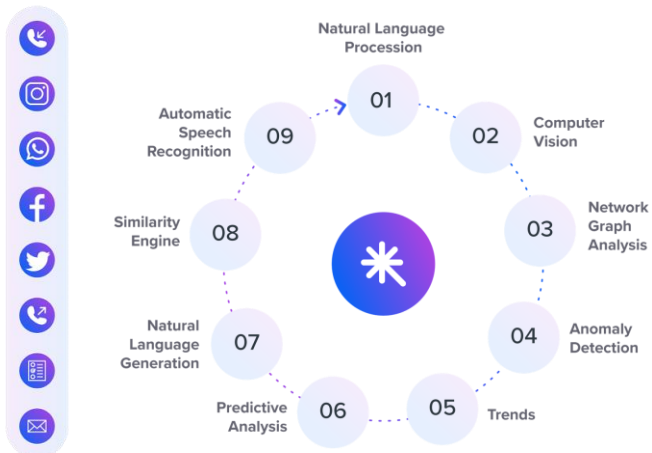 Natural Language
Procession
01
02
Computer
Vision
03
Network
Graph
Analysis
04
Anomaly
Detection
05
Trends
06
Predictive
Analysis
07
Natural
Language
Generation
08
Similarity
Engine
09
Automatic
Speech
Recognition